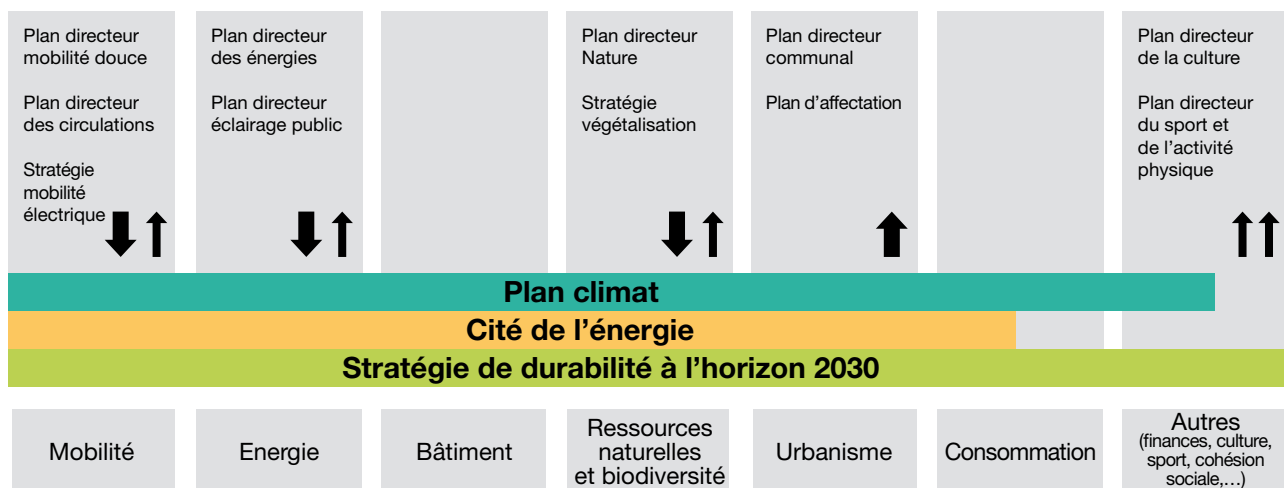 Plan directeur
mobilité douce
Plan directeur
des circulations
Stratégie
mobilité
électrique
Plan directeur
des énergies
Plan directeur
éclairage public
Plan directeur
Nature
Stratégie
végétalisation
Plan directeur
communal
Plan d'affectation
Plan directeur
de la culture
Plan directeur
du sport et
de l'activité
physique
Plan climat
Cité de l'énergie
Stratégie de durabilité à l'horizon 2030
Mobilité
Energie
Bâtiment
Ressources
naturelles
et biodiversité
Urbanisme
Consommation
Autres
(finances, culture,
sport, cohésion
sociale,…)